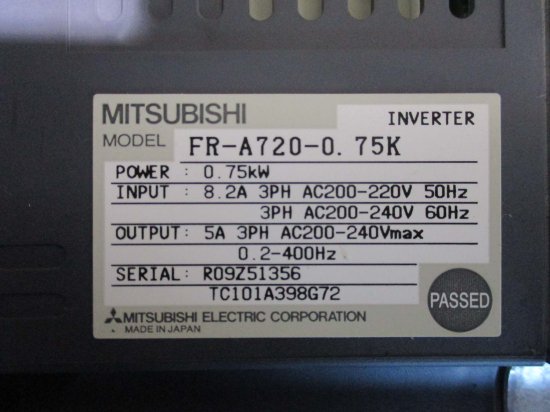 MITSUBISHI
INVERTER
MODEL FR-A720-0.75K
POWER : 0.75kW
INPUT : 8.2A 3PH AC200-220V 50Hz
3PH AC200-240V 60Hz
OUTPUT: 5A 3PH AC200-240Vmax
0.2-400Hz
SERIAL: R09Z51356
TC101A398G72
PASSED
MITSUBISHI ELECTRIC CORPORATION
MADE IN JAPAN